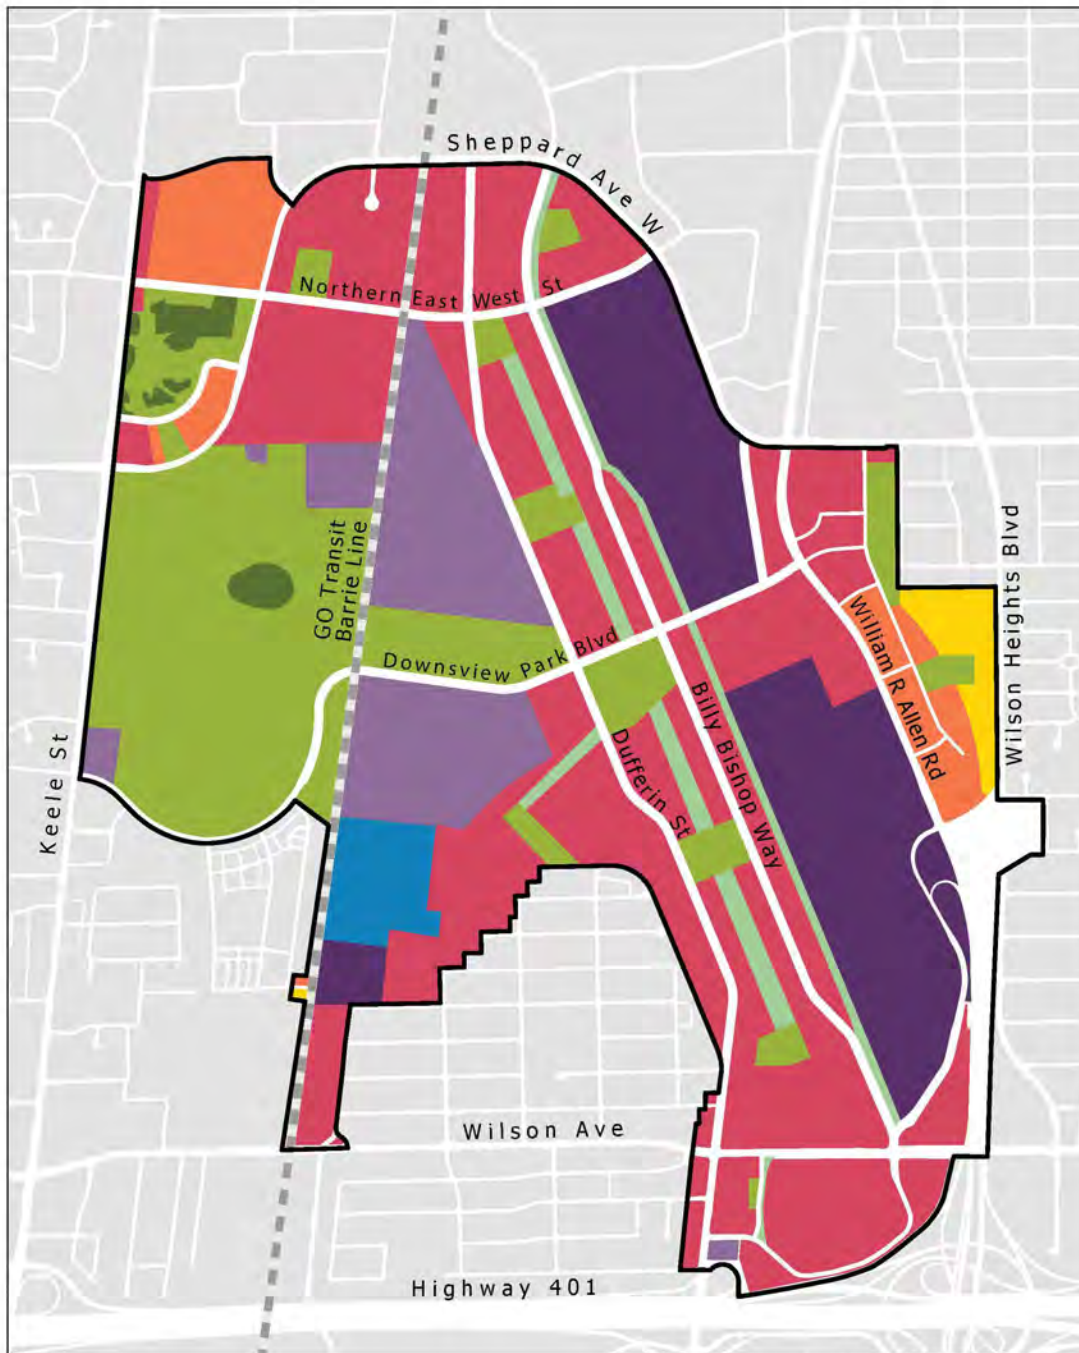 Sheppard Ave W
Northern East West St
GO Transit
Barrie Line
Downsview Park Blvd
William R Allen Rd
Wilson Heights Blvd
Keele St
Dufferin St
Billy Bishop Way
Wilson Ave
Highway 401